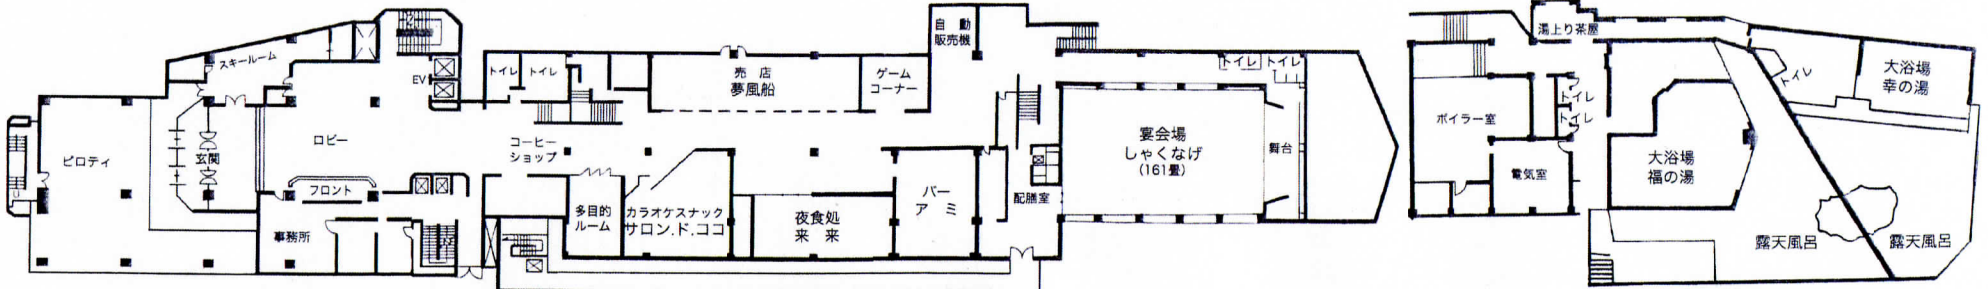 スキールーム
EV
ピロティ
玄関
ロビー
フロント
事務所
トイレ
トイレ
コーヒー
ショップ
売店
夢風船
ゲーム
コーナー
自動
販売機
多目的
ルーム
カラオケスナック
サロン.ド.ココ
夜食処
来来
バー
アミ
配膳室
宴会場
しゃくなげ
(161畳)
舞台
トイレ
トイレ
湯上り茶屋
ボイラー室
トイレ
トイレ
電気室
大浴場
福の湯
トイレ
大浴場
幸の湯
露天風呂
露天風呂